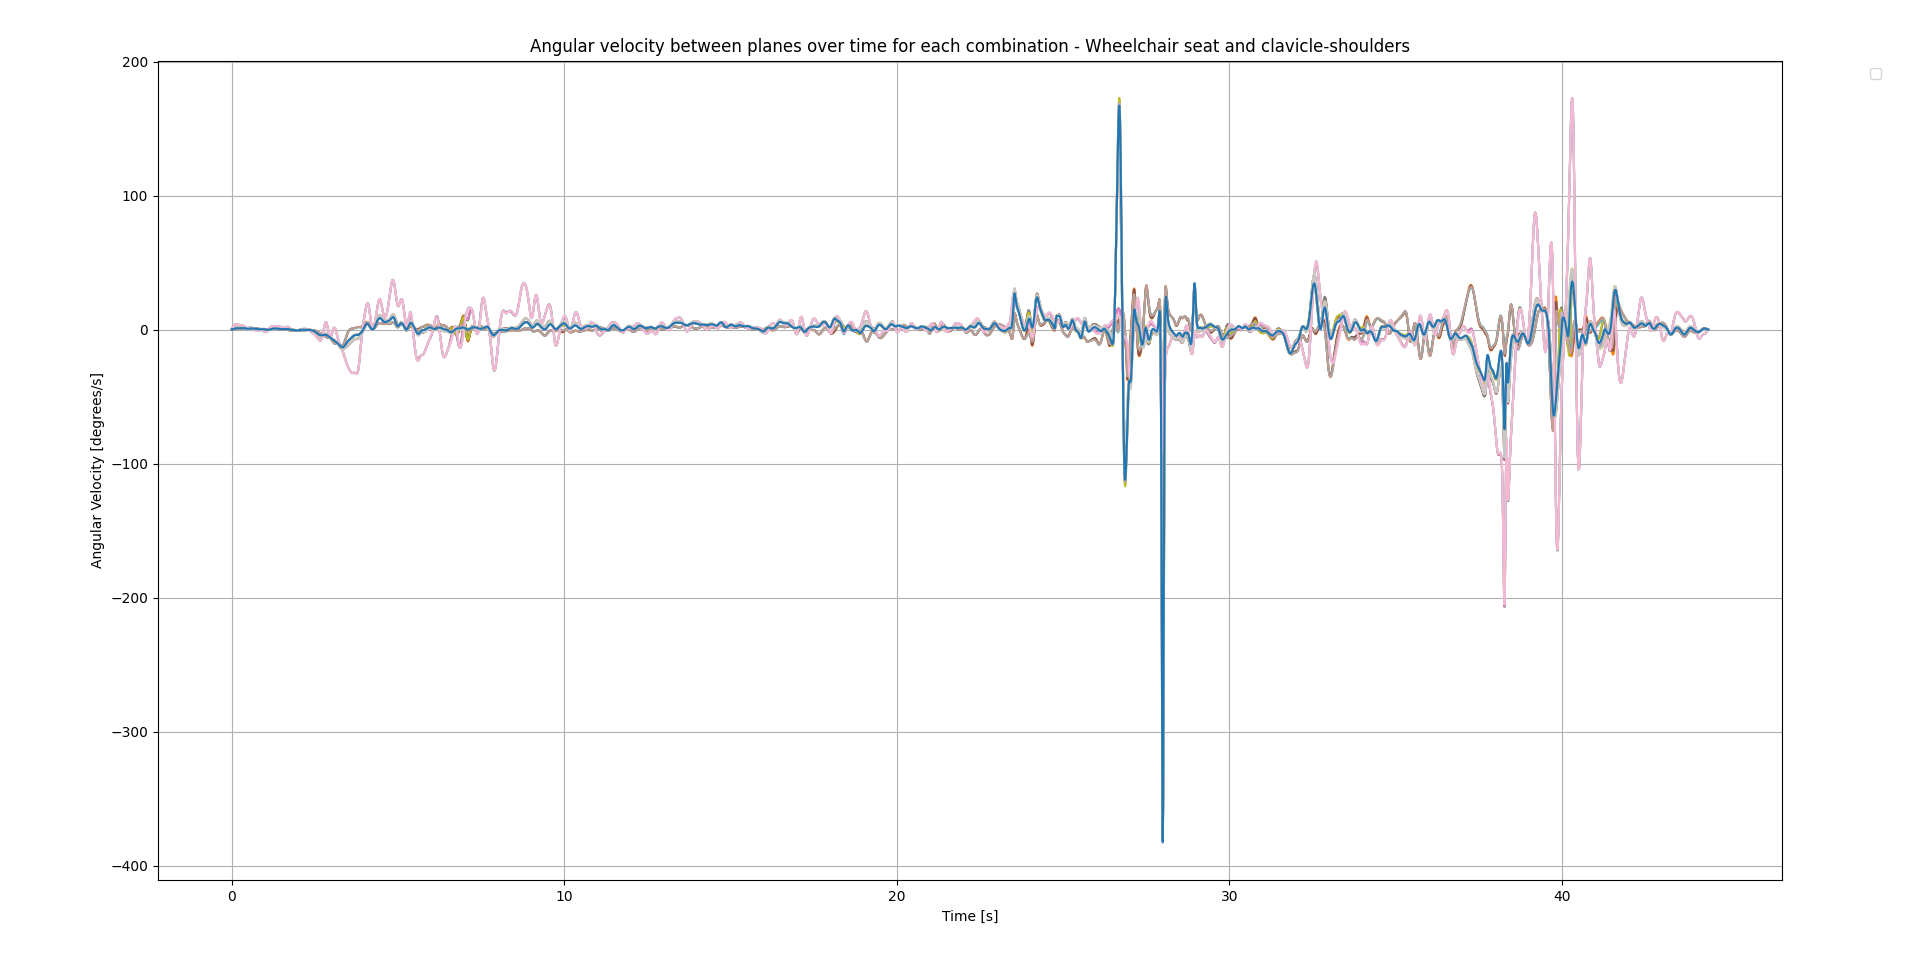 Angular velocity between planes over time for each combination - Wheelchair seat and clavicle-shoulders
200
100
0
−100
−200
−300
−400
Angular Velocity [degrees/s]
0 10 20 30 40
Time [s]